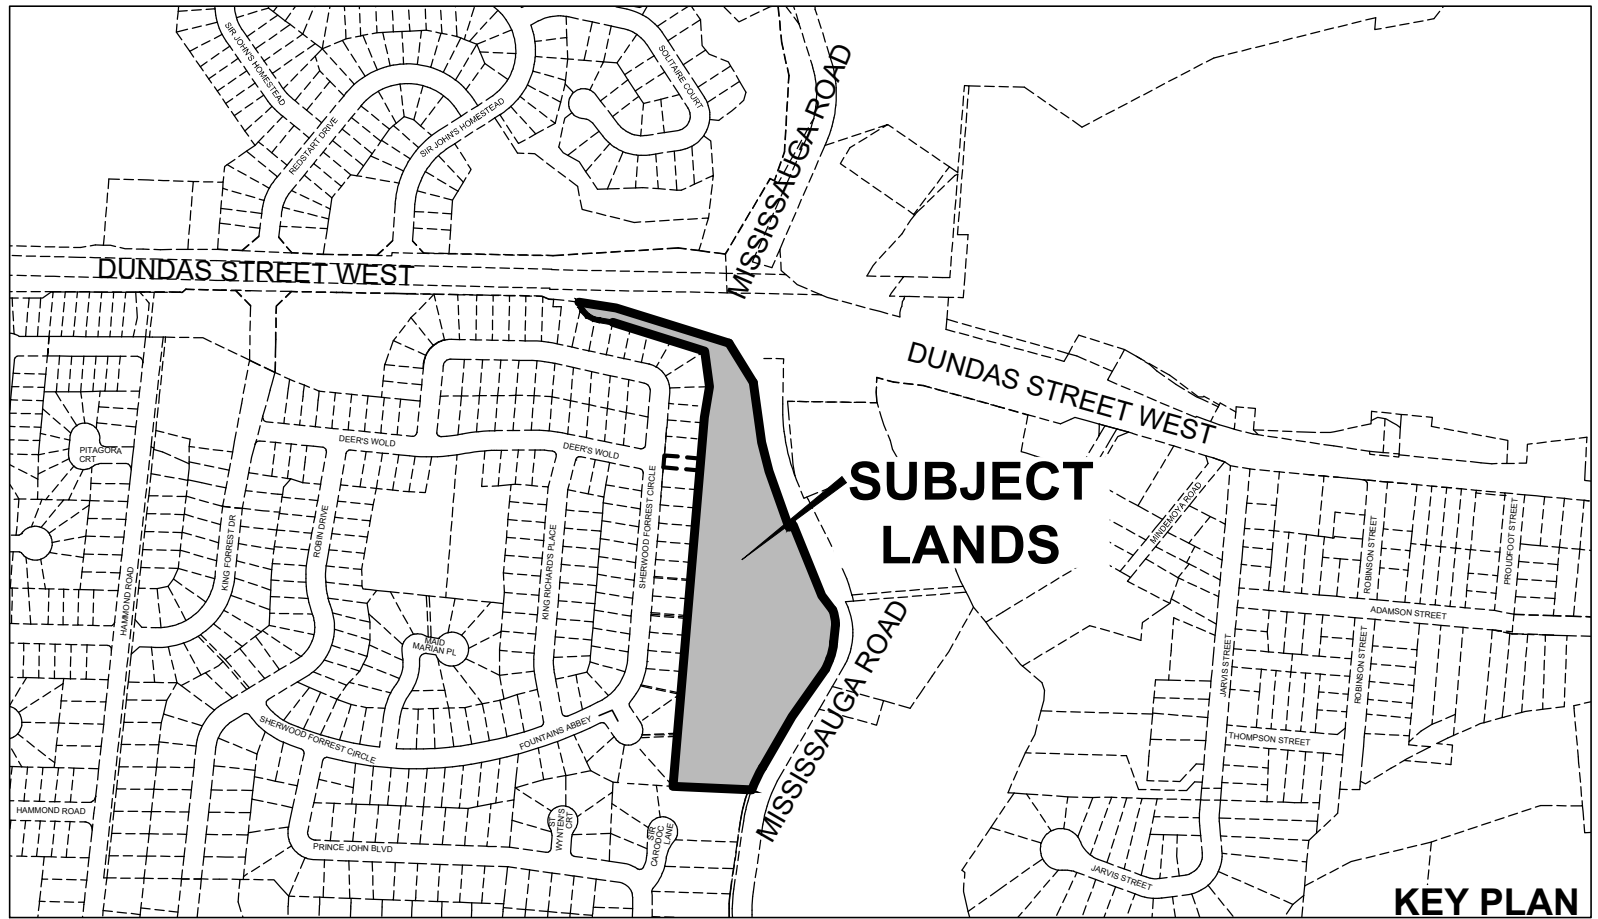 SIR JOHN'S HOMESTEAD
SOLITAIRE COURT
MISSISSAUGA ROAD
REDSTART DRIVE
SIR JOHN'S HOMESTEAD
DUNDAS STREET WEST
DUNDAS STREET WEST
PITAGORA
CRT
DEER'S WOLD
DEER'S WOLD
SUBJECT
LANDS
SHERWOOD FORREST CIRCLE
MINDEMOYA ROAD
ROBIN DRIVE
KING FORREST DR
KING RICHARD'S PLACE
HAMMOND ROAD
ROBINSON STREET
PROUDFOOT STREET
ADAMSON STREET
MAID
MARIAN PL
MISSISSAUGA ROAD
JARVIS STREET
ROBINSON STREET
SHERWOOD FORREST CIRCLE
FOUNTAINS ABBEY
THOMPSON STREET
HAMMOND ROAD
ST
WYNTEN'S
CRT
SIR
CARODOC
LANE
MISSISSAUGA ROAD
PRINCE JOHN BLVD
JARVIS STREET
KEY PLAN